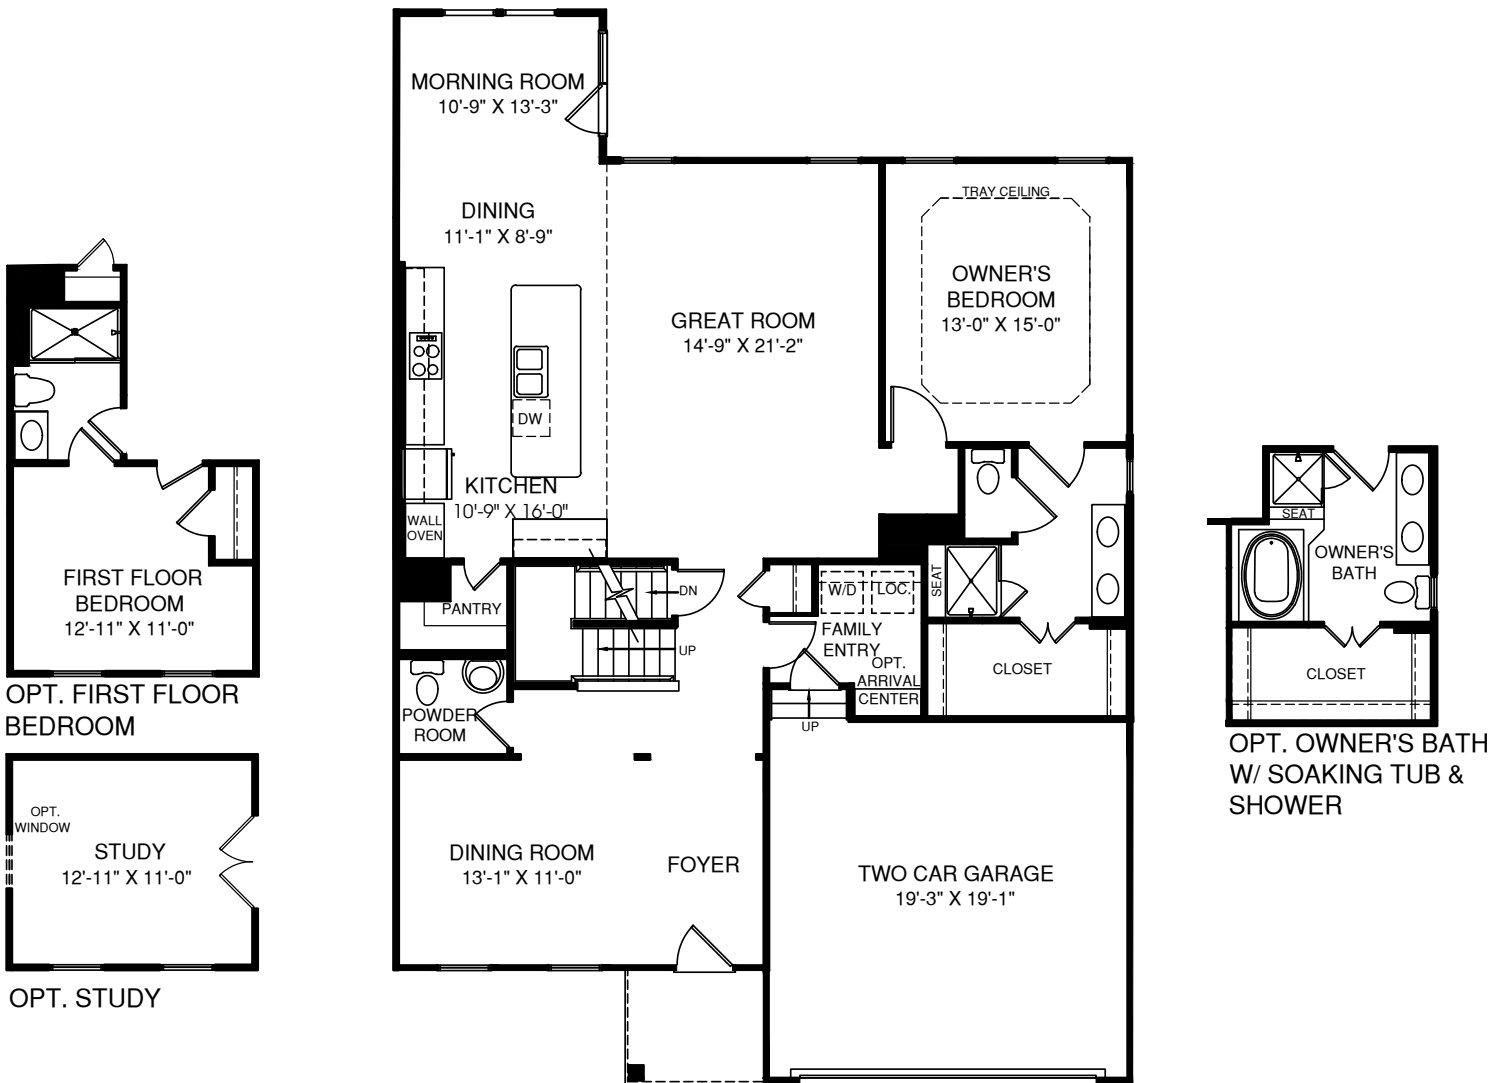 MORNING ROOM
10'-9" X 13'-3"
DINING
11'-1" X 8'-9"
GREAT ROOM
14'-9" X 21'-2"
TRAY CEILING
OWNER'S
BEDROOM
13'-0" X 15'-0"
DW
KITCHEN
10'-9" X 16'-0"
WALL
OVEN
PANTRY
DN
UP
W/D
LOC.
FAMILY
ENTRY
OPT.
ARRIVAL
CENTER
UP
SEAT
CLOSET
POWDER
ROOM
DINING ROOM
13'-1" X 11'-0"
FOYER
TWO CAR GARAGE
19'-3" X 19'-1"
FIRST FLOOR
BEDROOM
12'-11" X 11'-0"
OPT. FIRST FLOOR
BEDROOM
OPT.
WINDOW
STUDY
12'-11" X 11'-0"
OPT. STUDY
SEAT
OWNER'S
BATH
CLOSET
OPT. OWNER'S BATH
W/ SOAKING TUB &
SHOWER